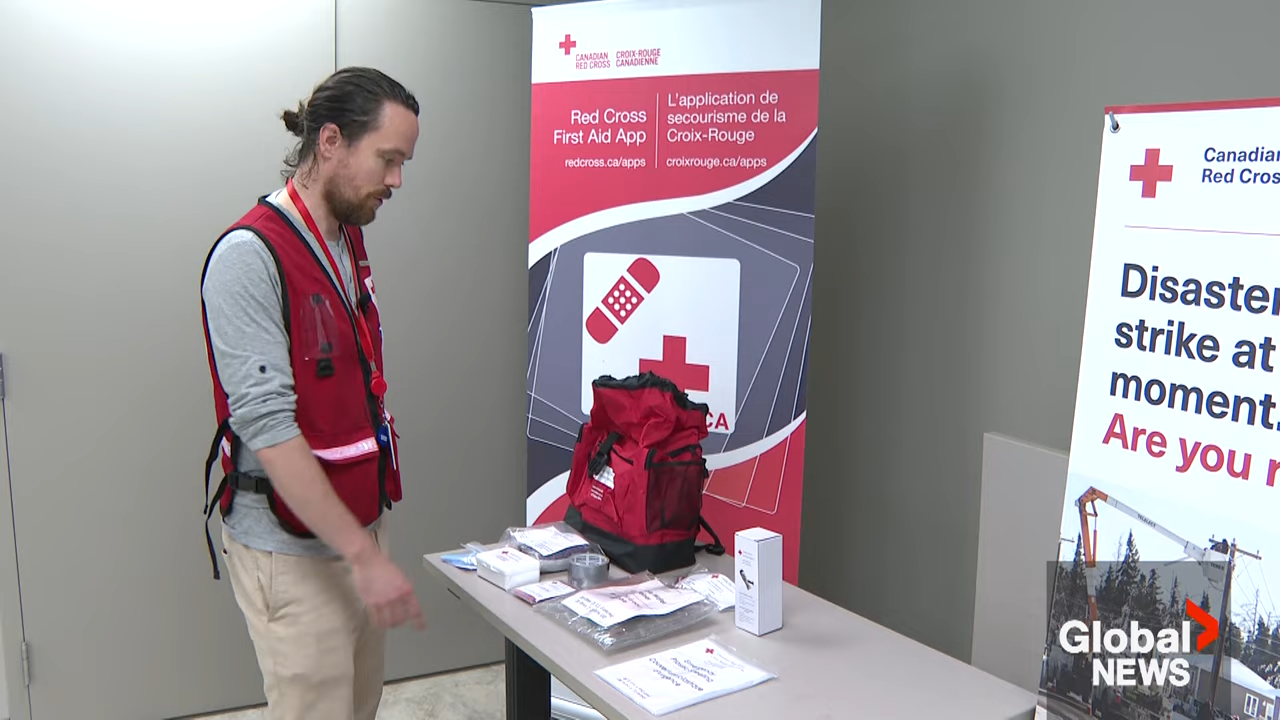 CANADIAN
RED CROSS
CROIX-ROUGE
CANADIENNE
Red Cross
First Aid App
redcross.ca/apps
L'application de
secourisme de la
Croix-Rouge
croixrouge.ca/apps
CA
Canadian
Red Cros
Disaster
strike at
moment.
Are you r
Global
NEWS